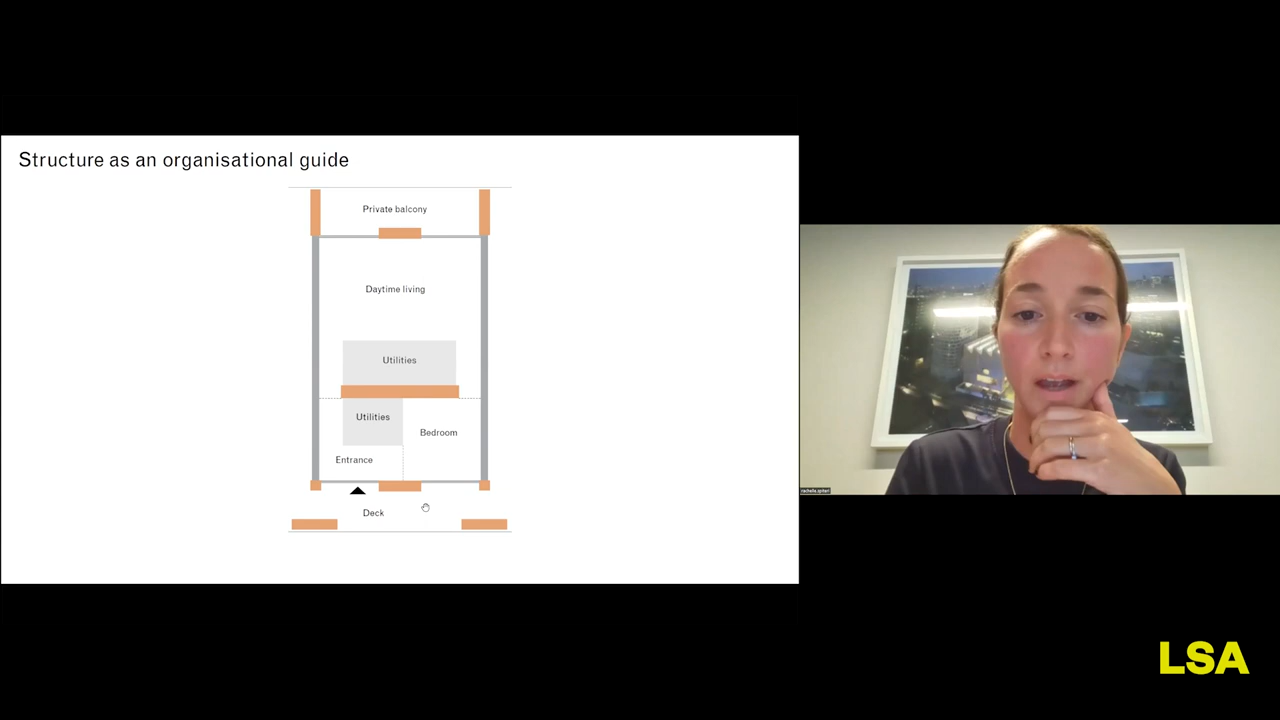 Structure as an organisational guide
Private balcony
Daytime living
Utilities
Utilities
Bedroom
Entrance
Deck
LSA